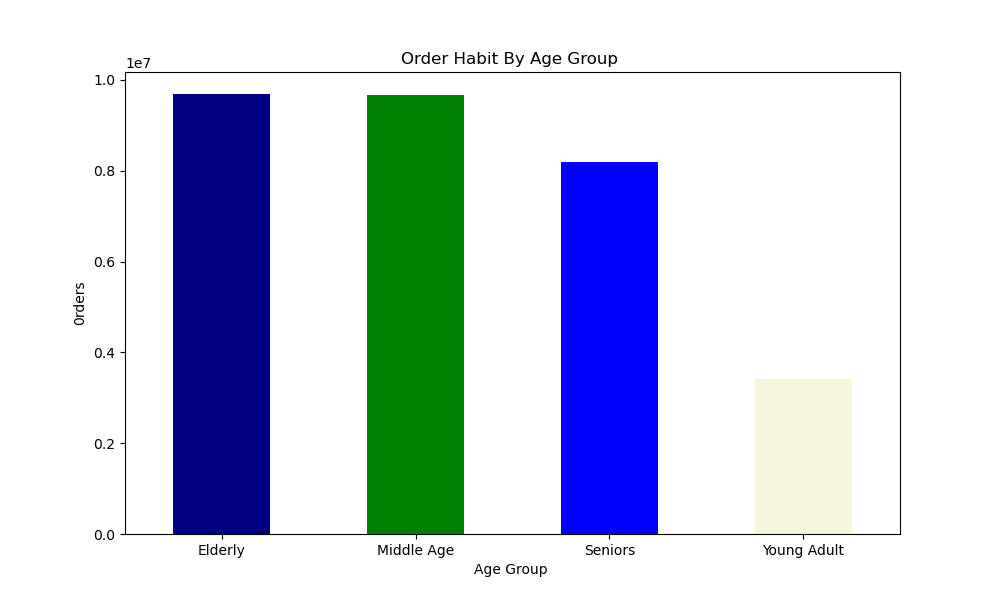 Order Habit By Age Group
1e7
1.0
0.8
0.6
0.4
0.2
0.0
0rders
Elderly
Middle Age
Seniors
Young Adult
Age Group